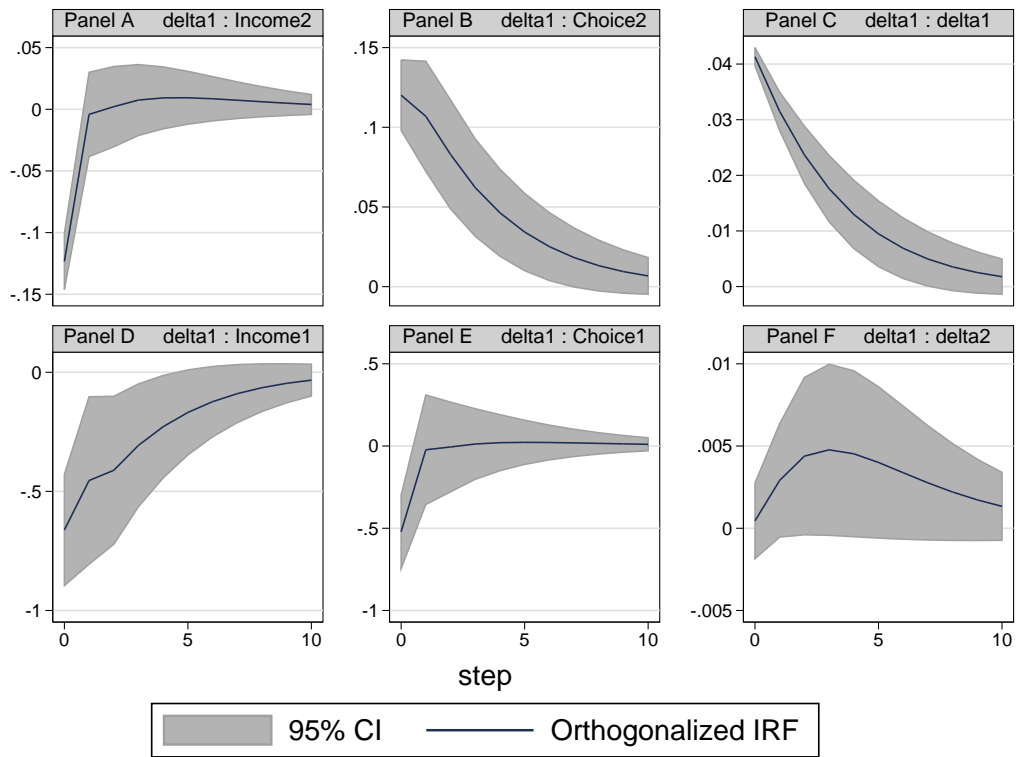 Panel A delta1 : Income2
.05
0
-.05
-.1
-.15
Panel B delta1 : Choice2
.15
.1
.05
0
Panel C delta1 : delta1
.04
.03
.02
.01
0
Panel D delta1 : Income1
0
-.5
-1
0 5 10
Panel E delta1 : Choice1
.5
0
-.5
-1
0 5 10
Panel F delta1 : delta2
.01
.005
0
-.005
0 5 10
step
95% CI Orthogonalized IRF